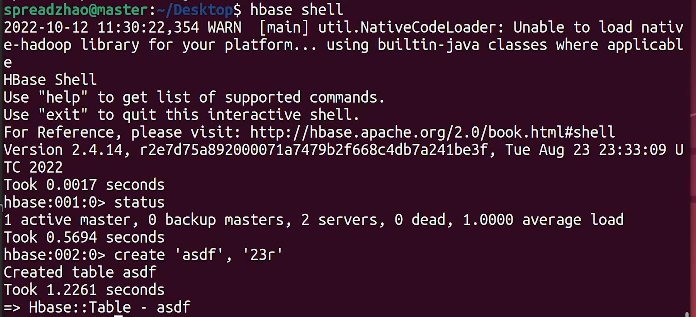 spreadzhao@master:~/Desktop$ hbase shell
2022-10-12 11:30:22,354 WARN  [main] util.NativeCodeLoader: Unable to load nativ
e-hadoop library for your platform... using builtin-java classes where applicabl
e
HBase Shell
Use "help" to get list of supported commands.
Use "exit" to quit this interactive shell.
For Reference, please visit: http://hbase.apache.org/2.0/book.html#shell
Version 2.4.14, r2e7d75a892000071a7479b2f668c4db7a241be3f, Tue Aug 23 23:33:09 U
TC 2022
Took 0.0017 seconds
hbase:001:0> status
1 active master, 0 backup masters, 2 servers, 0 dead, 1.0000 average load
Took 0.5694 seconds
hbase:002:0> create 'asdf', '23r'
Created table asdf
Took 1.2261 seconds
=> Hbase::Table - asdf